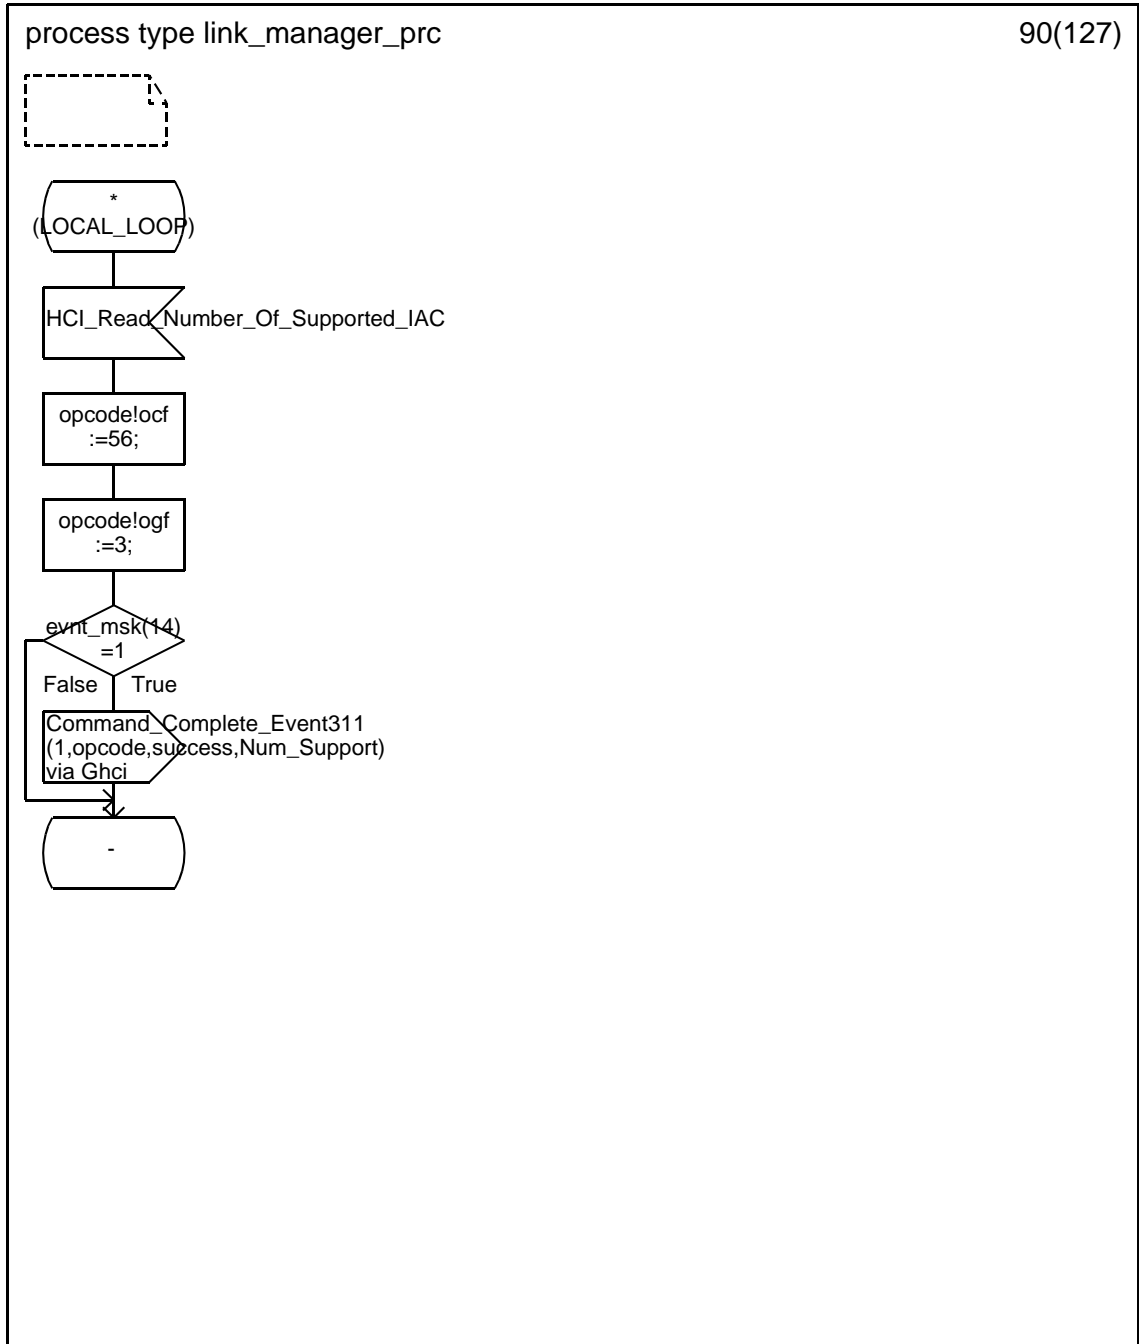 process type link_manager_prc
90(127)
*
(LOCAL_LOOP)
HCI_Read_Number_Of_Supported_IAC
opcode!ocf
:=56;
opcode!ogf
:=3;
evnt_msk(14)
=1
False
True
Command_Complete_Event311
(1,opcode,success,Num_Support)
via Ghci
-